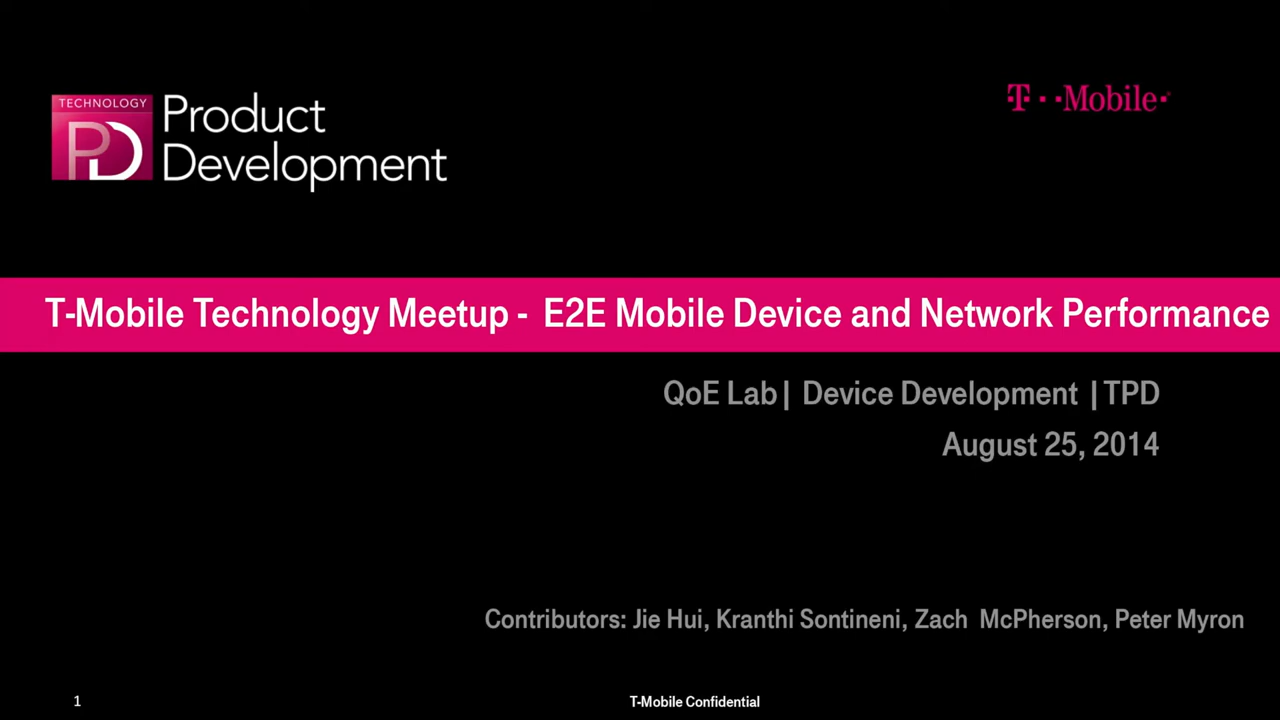 TECHNOLOGY
PD
Product
Development
T··Mobile·
T-Mobile Technology Meetup - E2E Mobile Device and Network Performance
QoE Lab| Device Development |TPD
August 25, 2014
Contributors: Jie Hui, Kranthi Sontineni, Zach McPherson, Peter Myron
1
T-Mobile Confidential